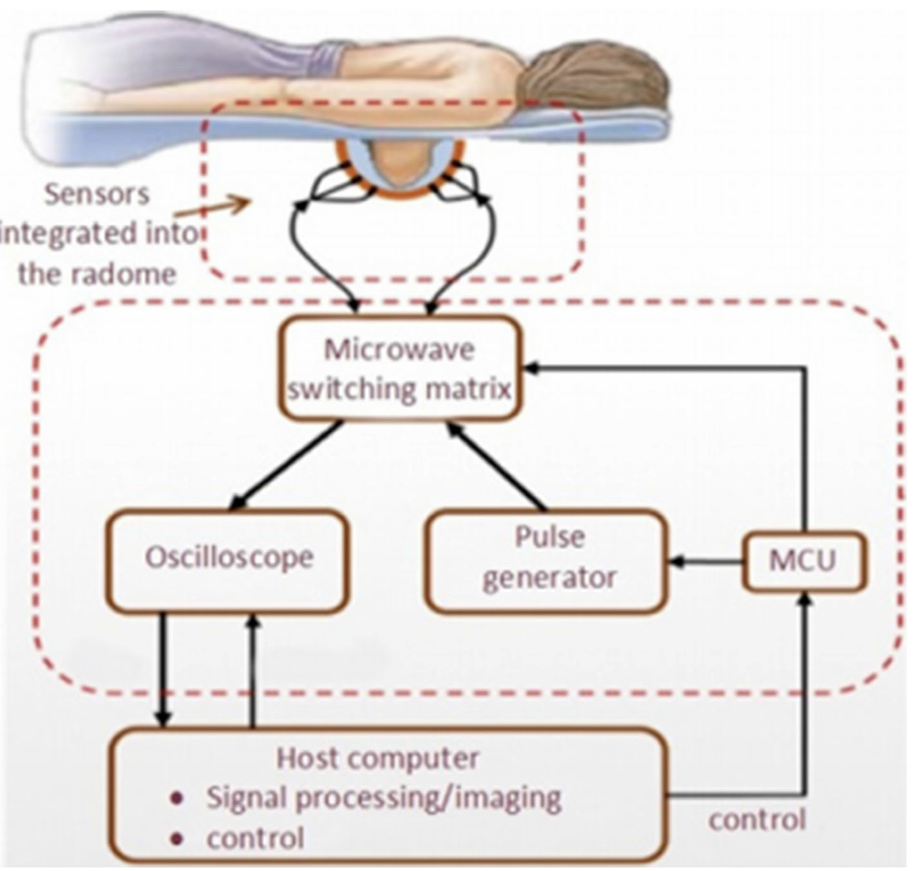 Sensors
integrated into
the radome
Microwave
switching matrix
Oscilloscope
Pulse
generator
MCU
Host computer
• Signal processing/imaging
• control
control